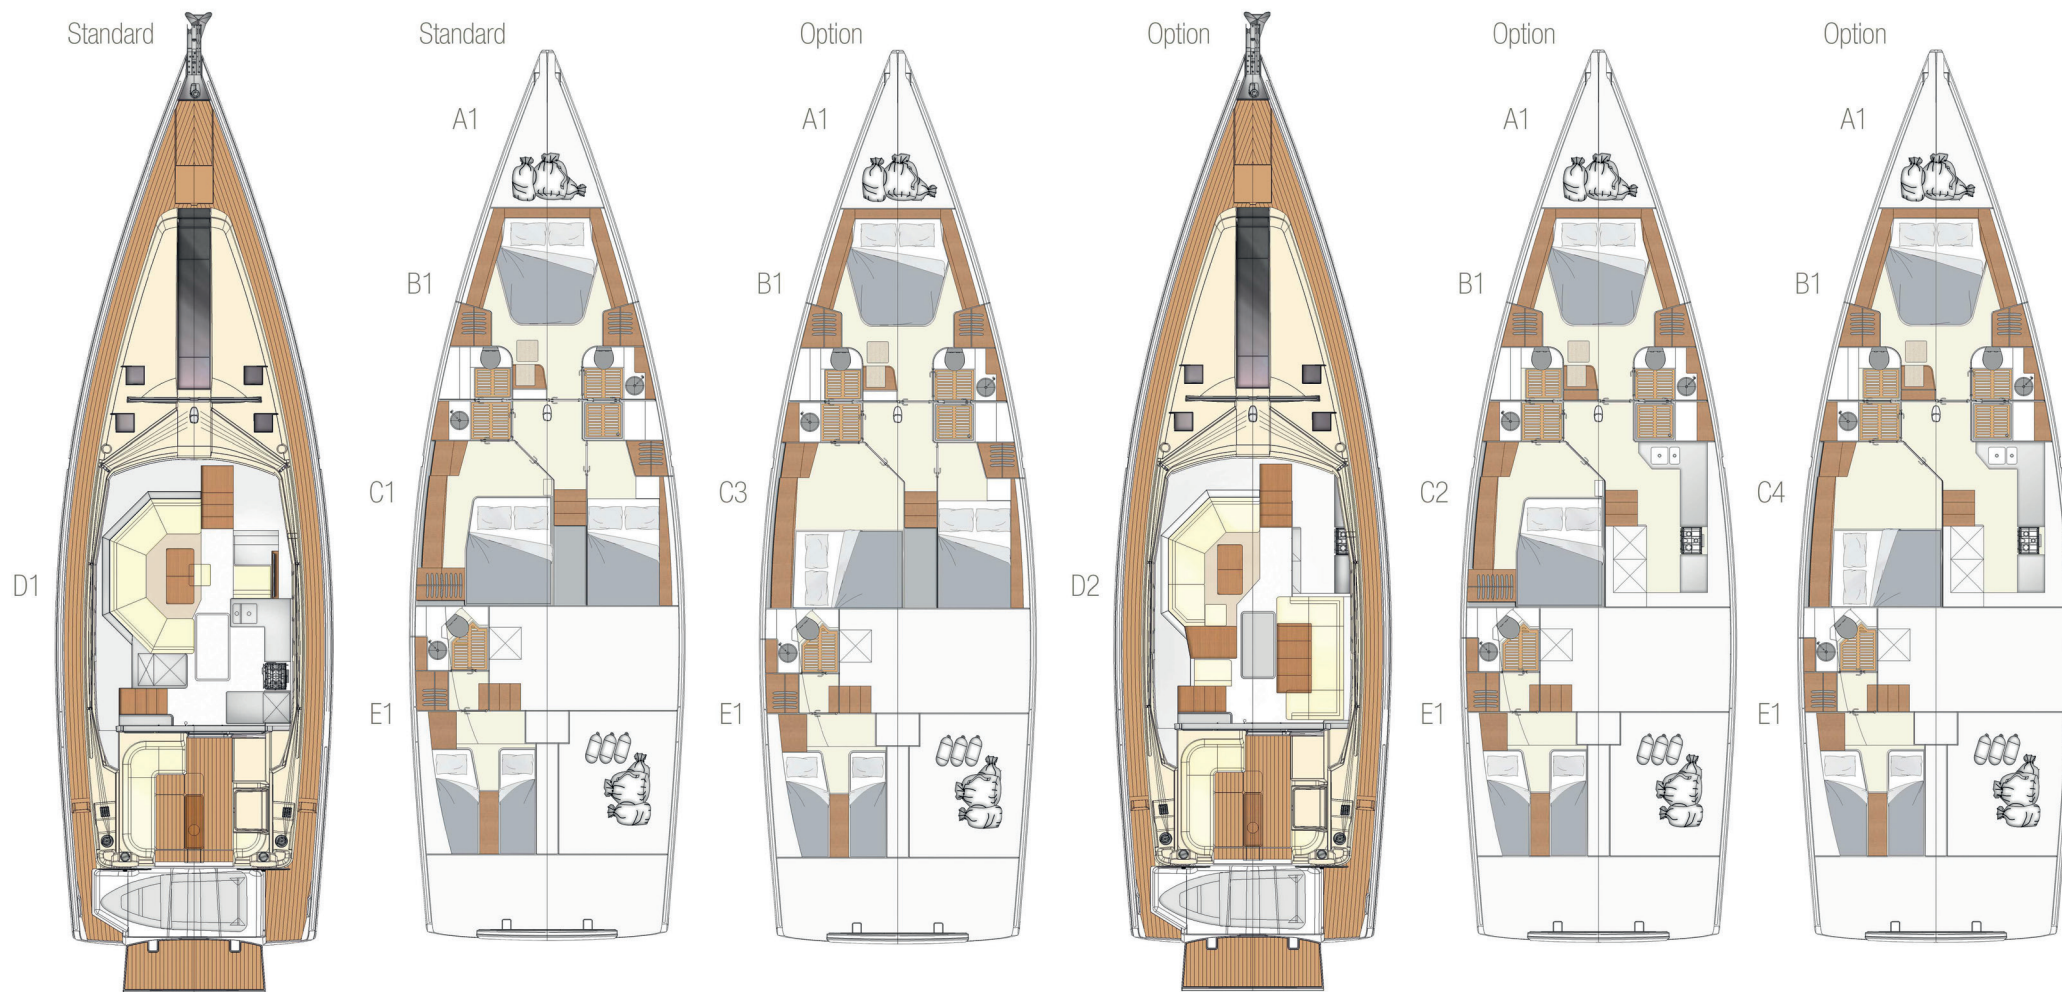 Standard
Standard
Option
Option
Option
Option
A1
A1
A1
A1
B1
B1
B1
B1
C1
C3
C2
C4
D1
D2
E1
E1
E1
E1